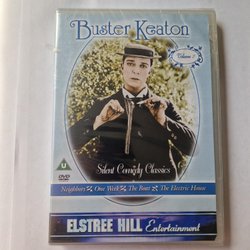 Buster Keaton
Volume 1
Silent Comedy Classics
U
DVD
Neighbors One Week The Boat The Electric House
ELSTREE HILL Entertainment